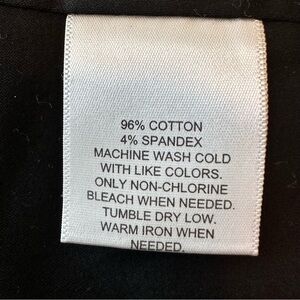 96% COTTON
4% SPANDEX
MACHINE WASH COLD
WITH LIKE COLORS.
ONLY NON-CHLORINE
BLEACH WHEN NEEDED.
TUMBLE DRY LOW.
WARM IRON WHEN
NEEDED.